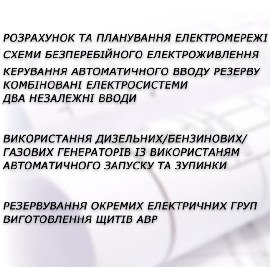 РОЗРАХУНОК ТА ПЛАНУВАННЯ ЕЛЕКТРОМЕРЕЖІ
СХЕМИ БЕЗПЕРЕБІЙНОГО ЕЛЕКТРОЖИВЛЕННЯ
КЕРУВАННЯ АВТОМАТИЧНОГО ВВОДУ РЕЗЕРВУ
КОМБІНОВАНІ ЕЛЕКТРОСИСТЕМИ
ДВА НЕЗАЛЕЖНІ ВВОДИ
ВИКОРИСТАННЯ ДИЗЕЛЬНИХ/БЕНЗИНОВИХ/
ГАЗОВИХ ГЕНЕРАТОРІВ ІЗ ВИКОРИСТАНЯМ
АВТОМАТИЧНОГО ЗАПУСКУ ТА ЗУПИНКИ
РЕЗЕРВУВАННЯ ОКРЕМИХ ЕЛЕКТРИЧНИХ ГРУП
ВИГОТОВЛЕННЯ ЩИТІВ АВР